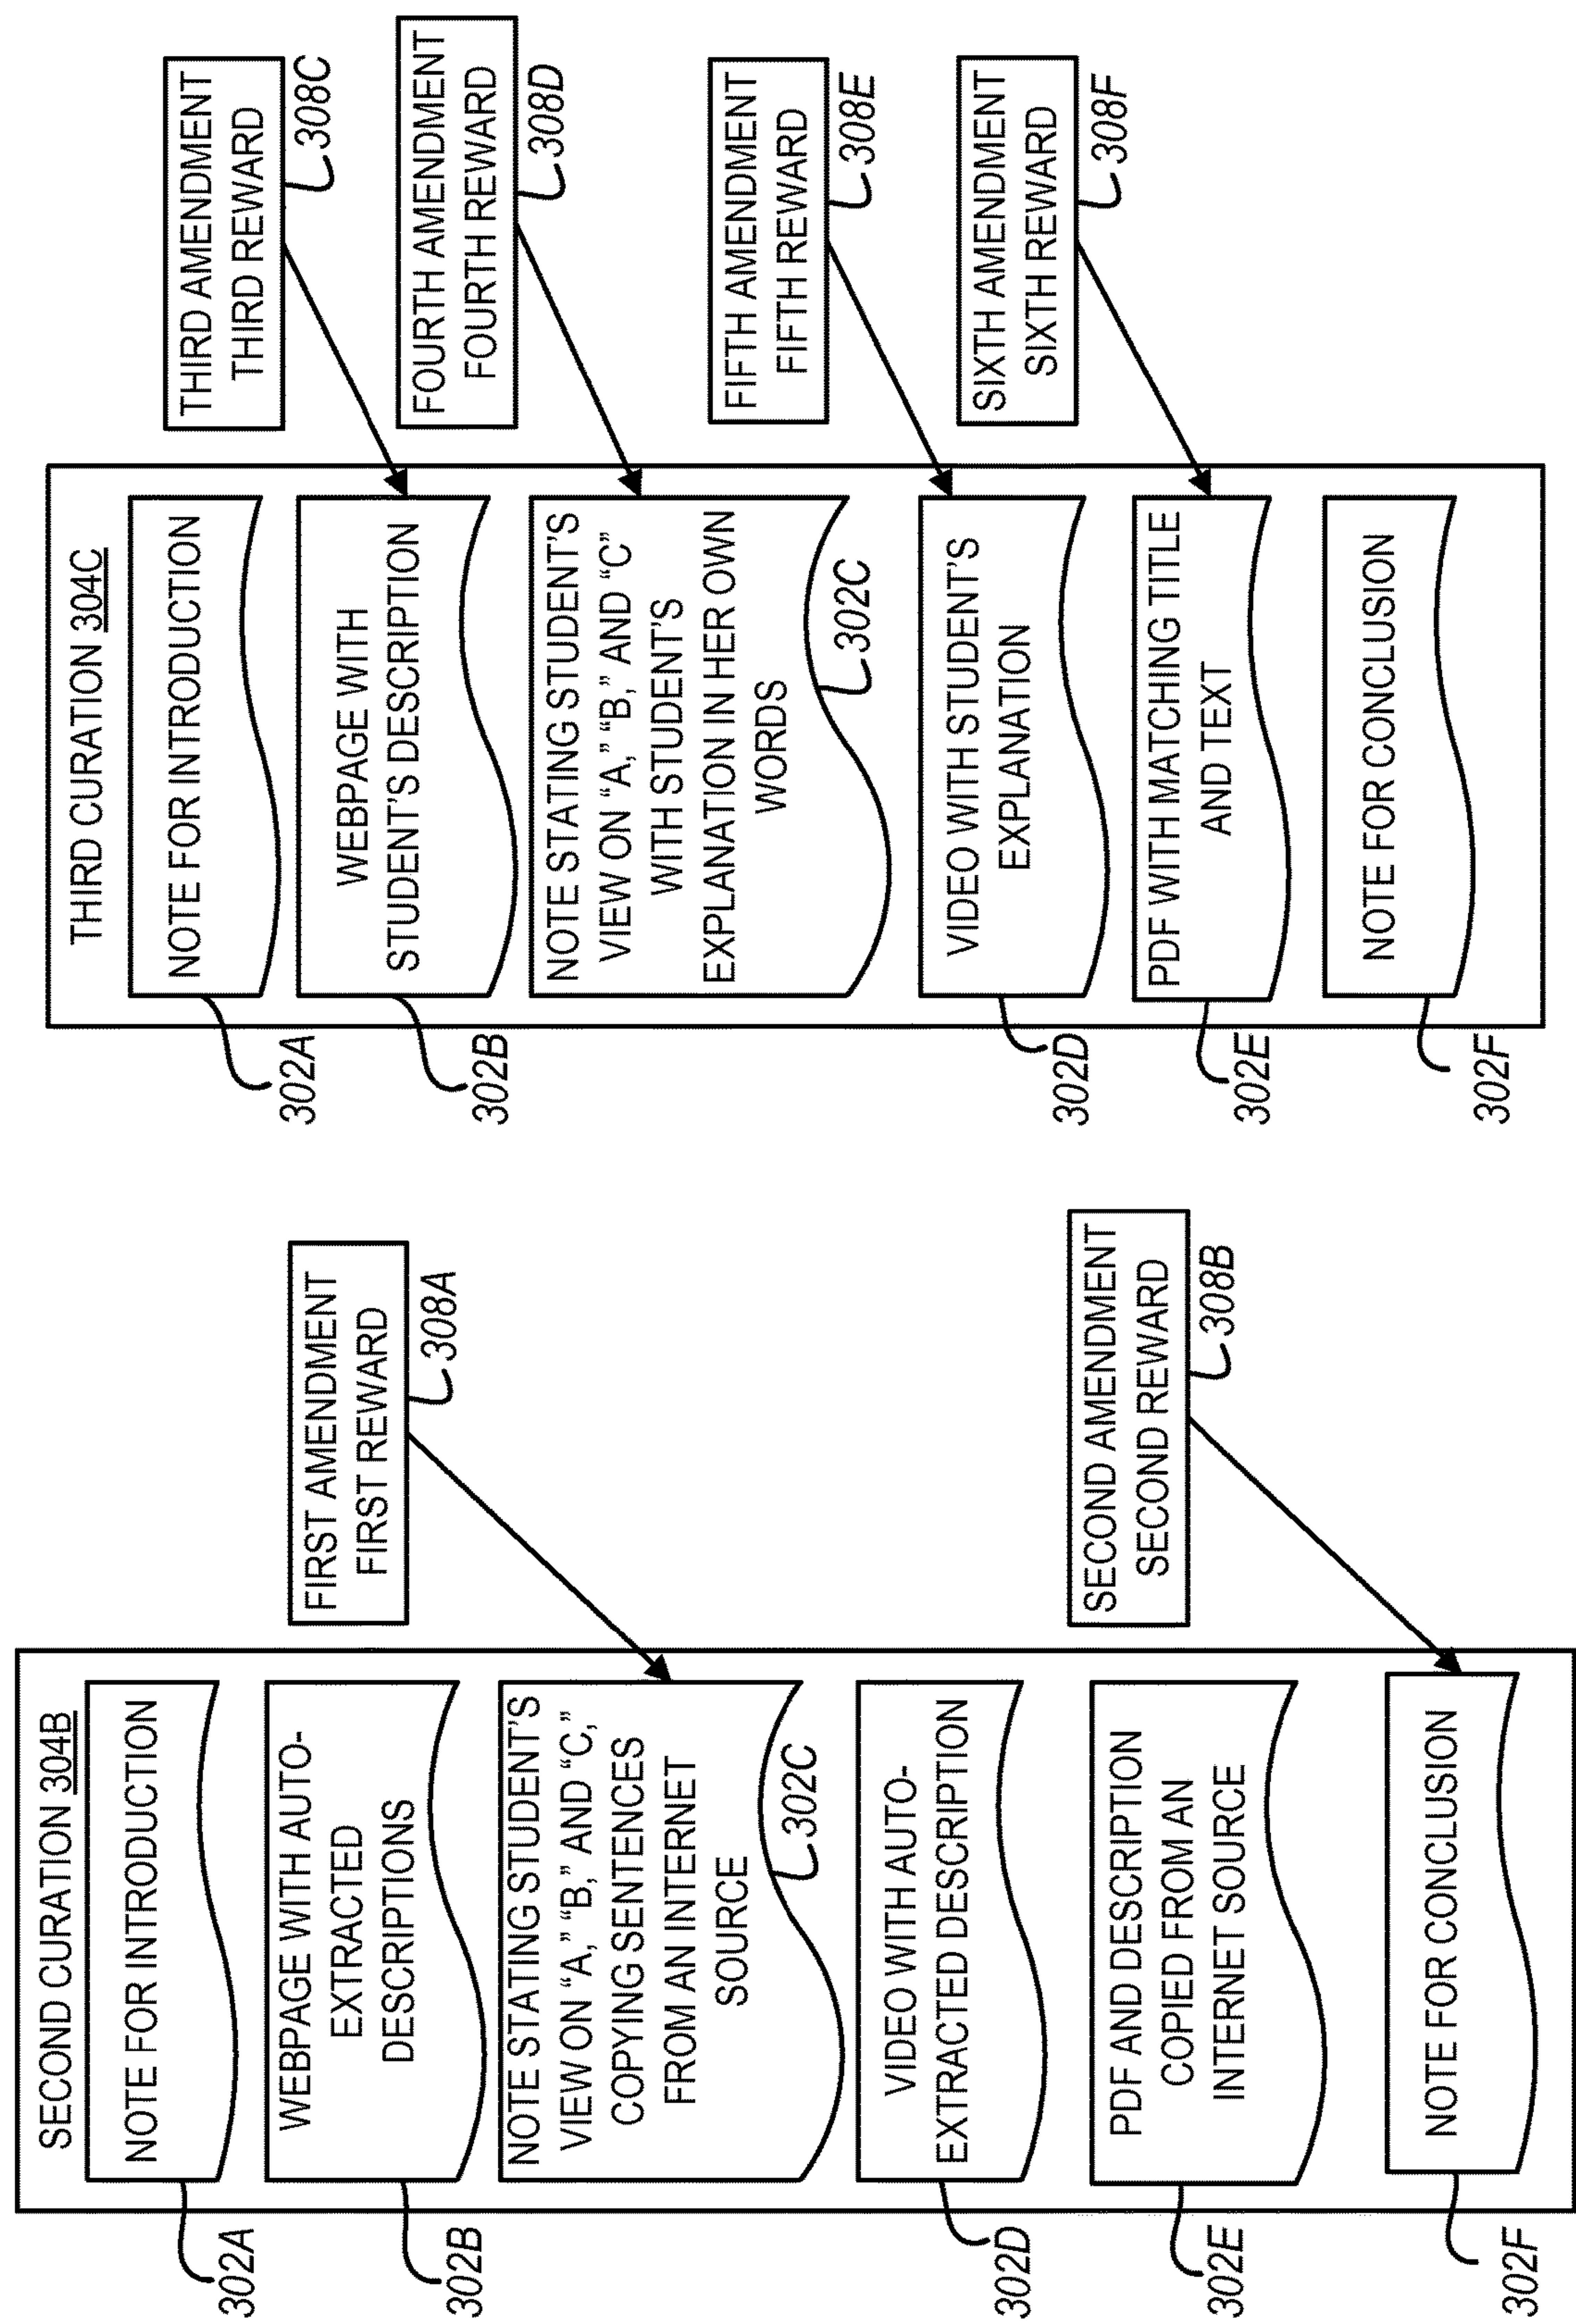 SECOND CURATION 304B
NOTE FOR INTRODUCTION
302A
WEBPAGE WITH AUTO-
EXTRACTED
DESCRIPTIONS
302B
NOTE STATING STUDENT'S
VIEW ON “A,” “B,” AND “C,”
COPYING SENTENCES
FROM AN INTERNET
SOURCE
302C
VIDEO WITH AUTO-
EXTRACTED DESCRIPTION
302D
PDF AND DESCRIPTION
COPIED FROM AN
INTERNET SOURCE
302E
NOTE FOR CONCLUSION
302F
FIRST AMENDMENT
FIRST REWARD
308A
SECOND AMENDMENT
SECOND REWARD
308B
THIRD CURATION 304C
NOTE FOR INTRODUCTION
302A
WEBPAGE WITH
STUDENT'S DESCRIPTION
302B
NOTE STATING STUDENT'S
VIEW ON “A,” “B,” AND “C”
WITH STUDENT'S
EXPLANATION IN HER OWN
WORDS
302C
VIDEO WITH STUDENT'S
EXPLANATION
302D
PDF WITH MATCHING TITLE
AND TEXT
302E
NOTE FOR CONCLUSION
302F
THIRD AMENDMENT
THIRD REWARD
308C
FOURTH AMENDMENT
FOURTH REWARD
308D
FIFTH AMENDMENT
FIFTH REWARD
308E
SIXTH AMENDMENT
SIXTH REWARD
308F